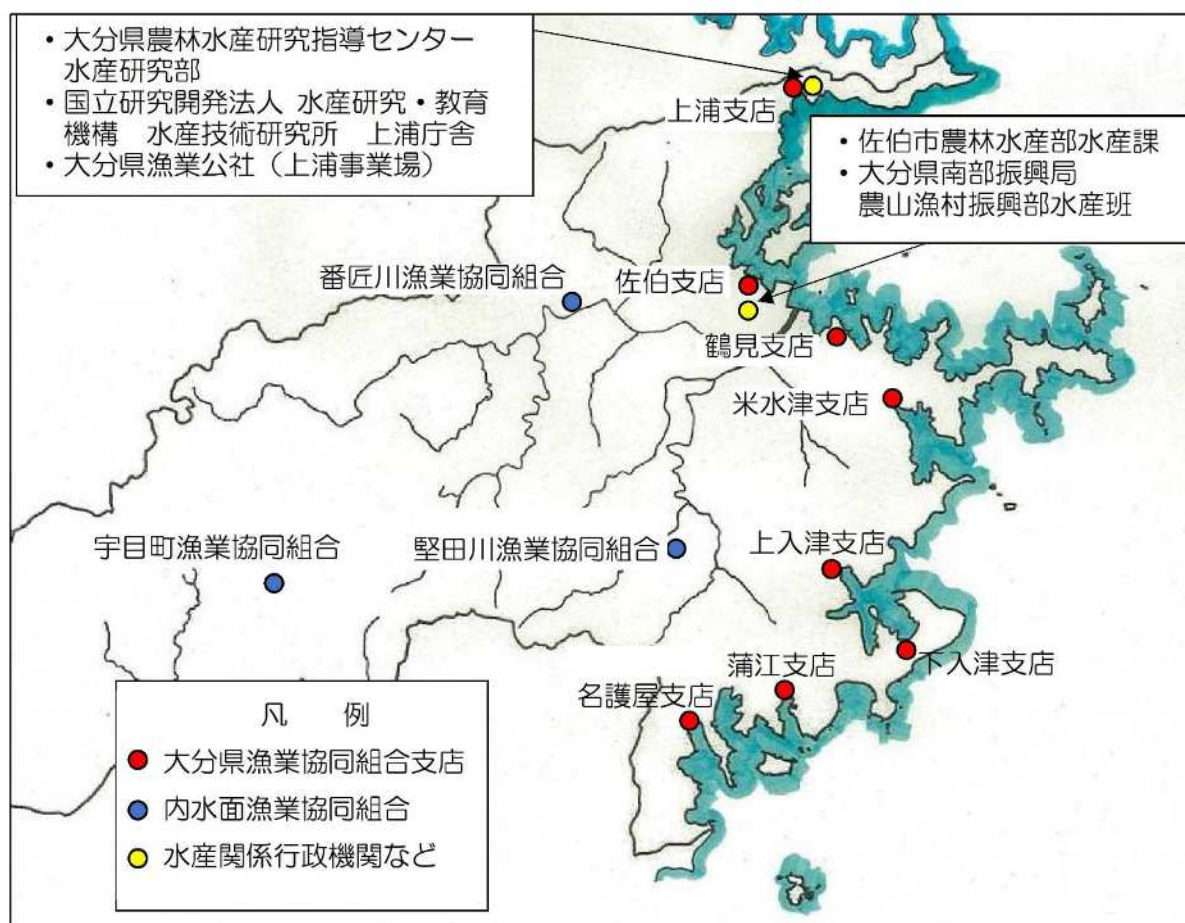 ・大分県農林水産研究指導センター
水産研究部
・国立研究開発法人 水産研究・教育
機構　水産技術研究所　上浦庁舎
・大分県漁業公社（上浦事業場）
上浦支店
・佐伯市農林水産部水産課
・大分県南部振興局
農山漁村振興部水産班
番匠川漁業協同組合
佐伯支店
鶴見支店
米水津支店
宇目町漁業協同組合
堅田川漁業協同組合
上入津支店
下入津支店
蒲江支店
名護屋支店
凡　例
大分県漁業協同組合支店
内水面漁業協同組合
水産関係行政機関など